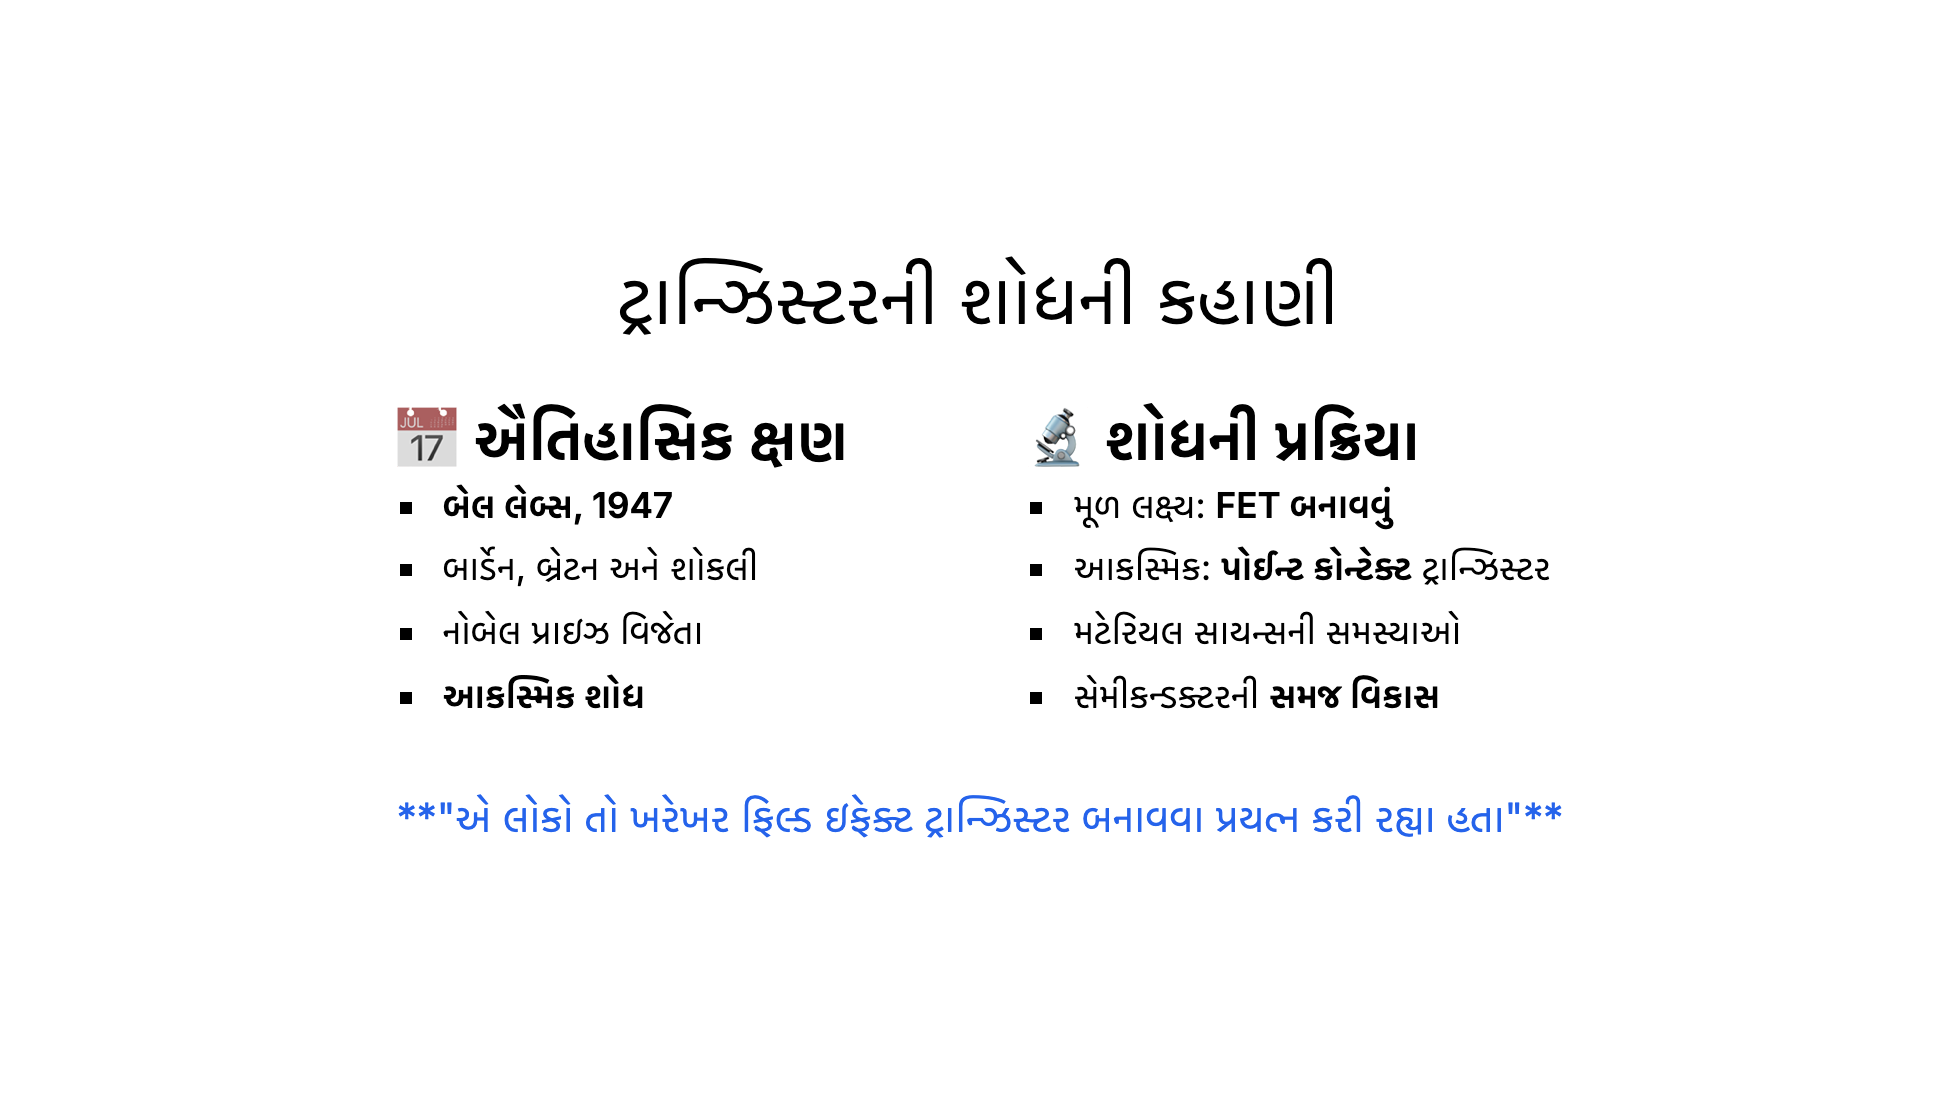 ટ્રાન્ઝિસ્ટરની શોધની કહાણી
📅 ઐતિહાસિક ક્ષણ
▪ બેલ લેબ્સ, 1947
▪ બાર્ડેન, બ્રેટન અને શોકલી
▪ નોબેલ પ્રાઇઝ વિજેતા
▪ આકસ્મિક શોધ
🔬 શોધની પ્રક્રિયા
▪ મૂળ લક્ષ્ય: FET બનાવવું
▪ આકસ્મિક: પોઈન્ટ કોન્ટેક્ટ ટ્રાન્ઝિસ્ટર
▪ મટેરિયલ સાયન્સની સમસ્યાઓ
▪ સેમીકન્ડક્ટરની સમજ વિકાસ
**"એ લોકો તો ખરેખર ફિલ્ડ ઇફેક્ટ ટ્રાન્ઝિસ્ટર બનાવવા પ્રયત્ન કરી રહ્યા હતા"**